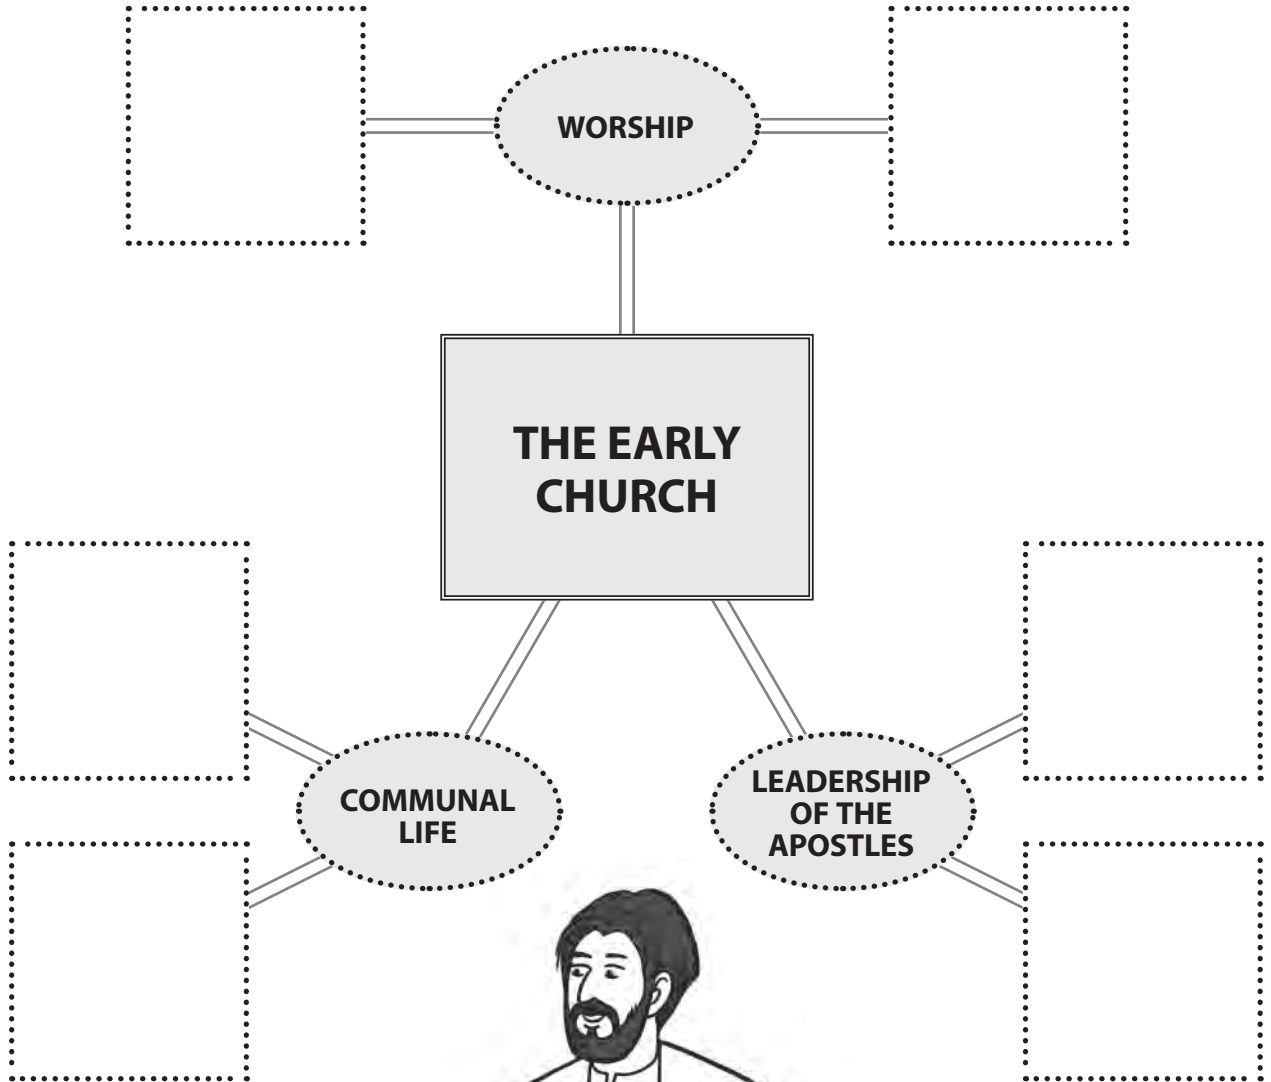 WORSHIP
THE EARLY
CHURCH
COMMUNAL
LIFE
LEADERSHIP
OF THE
APOSTLES